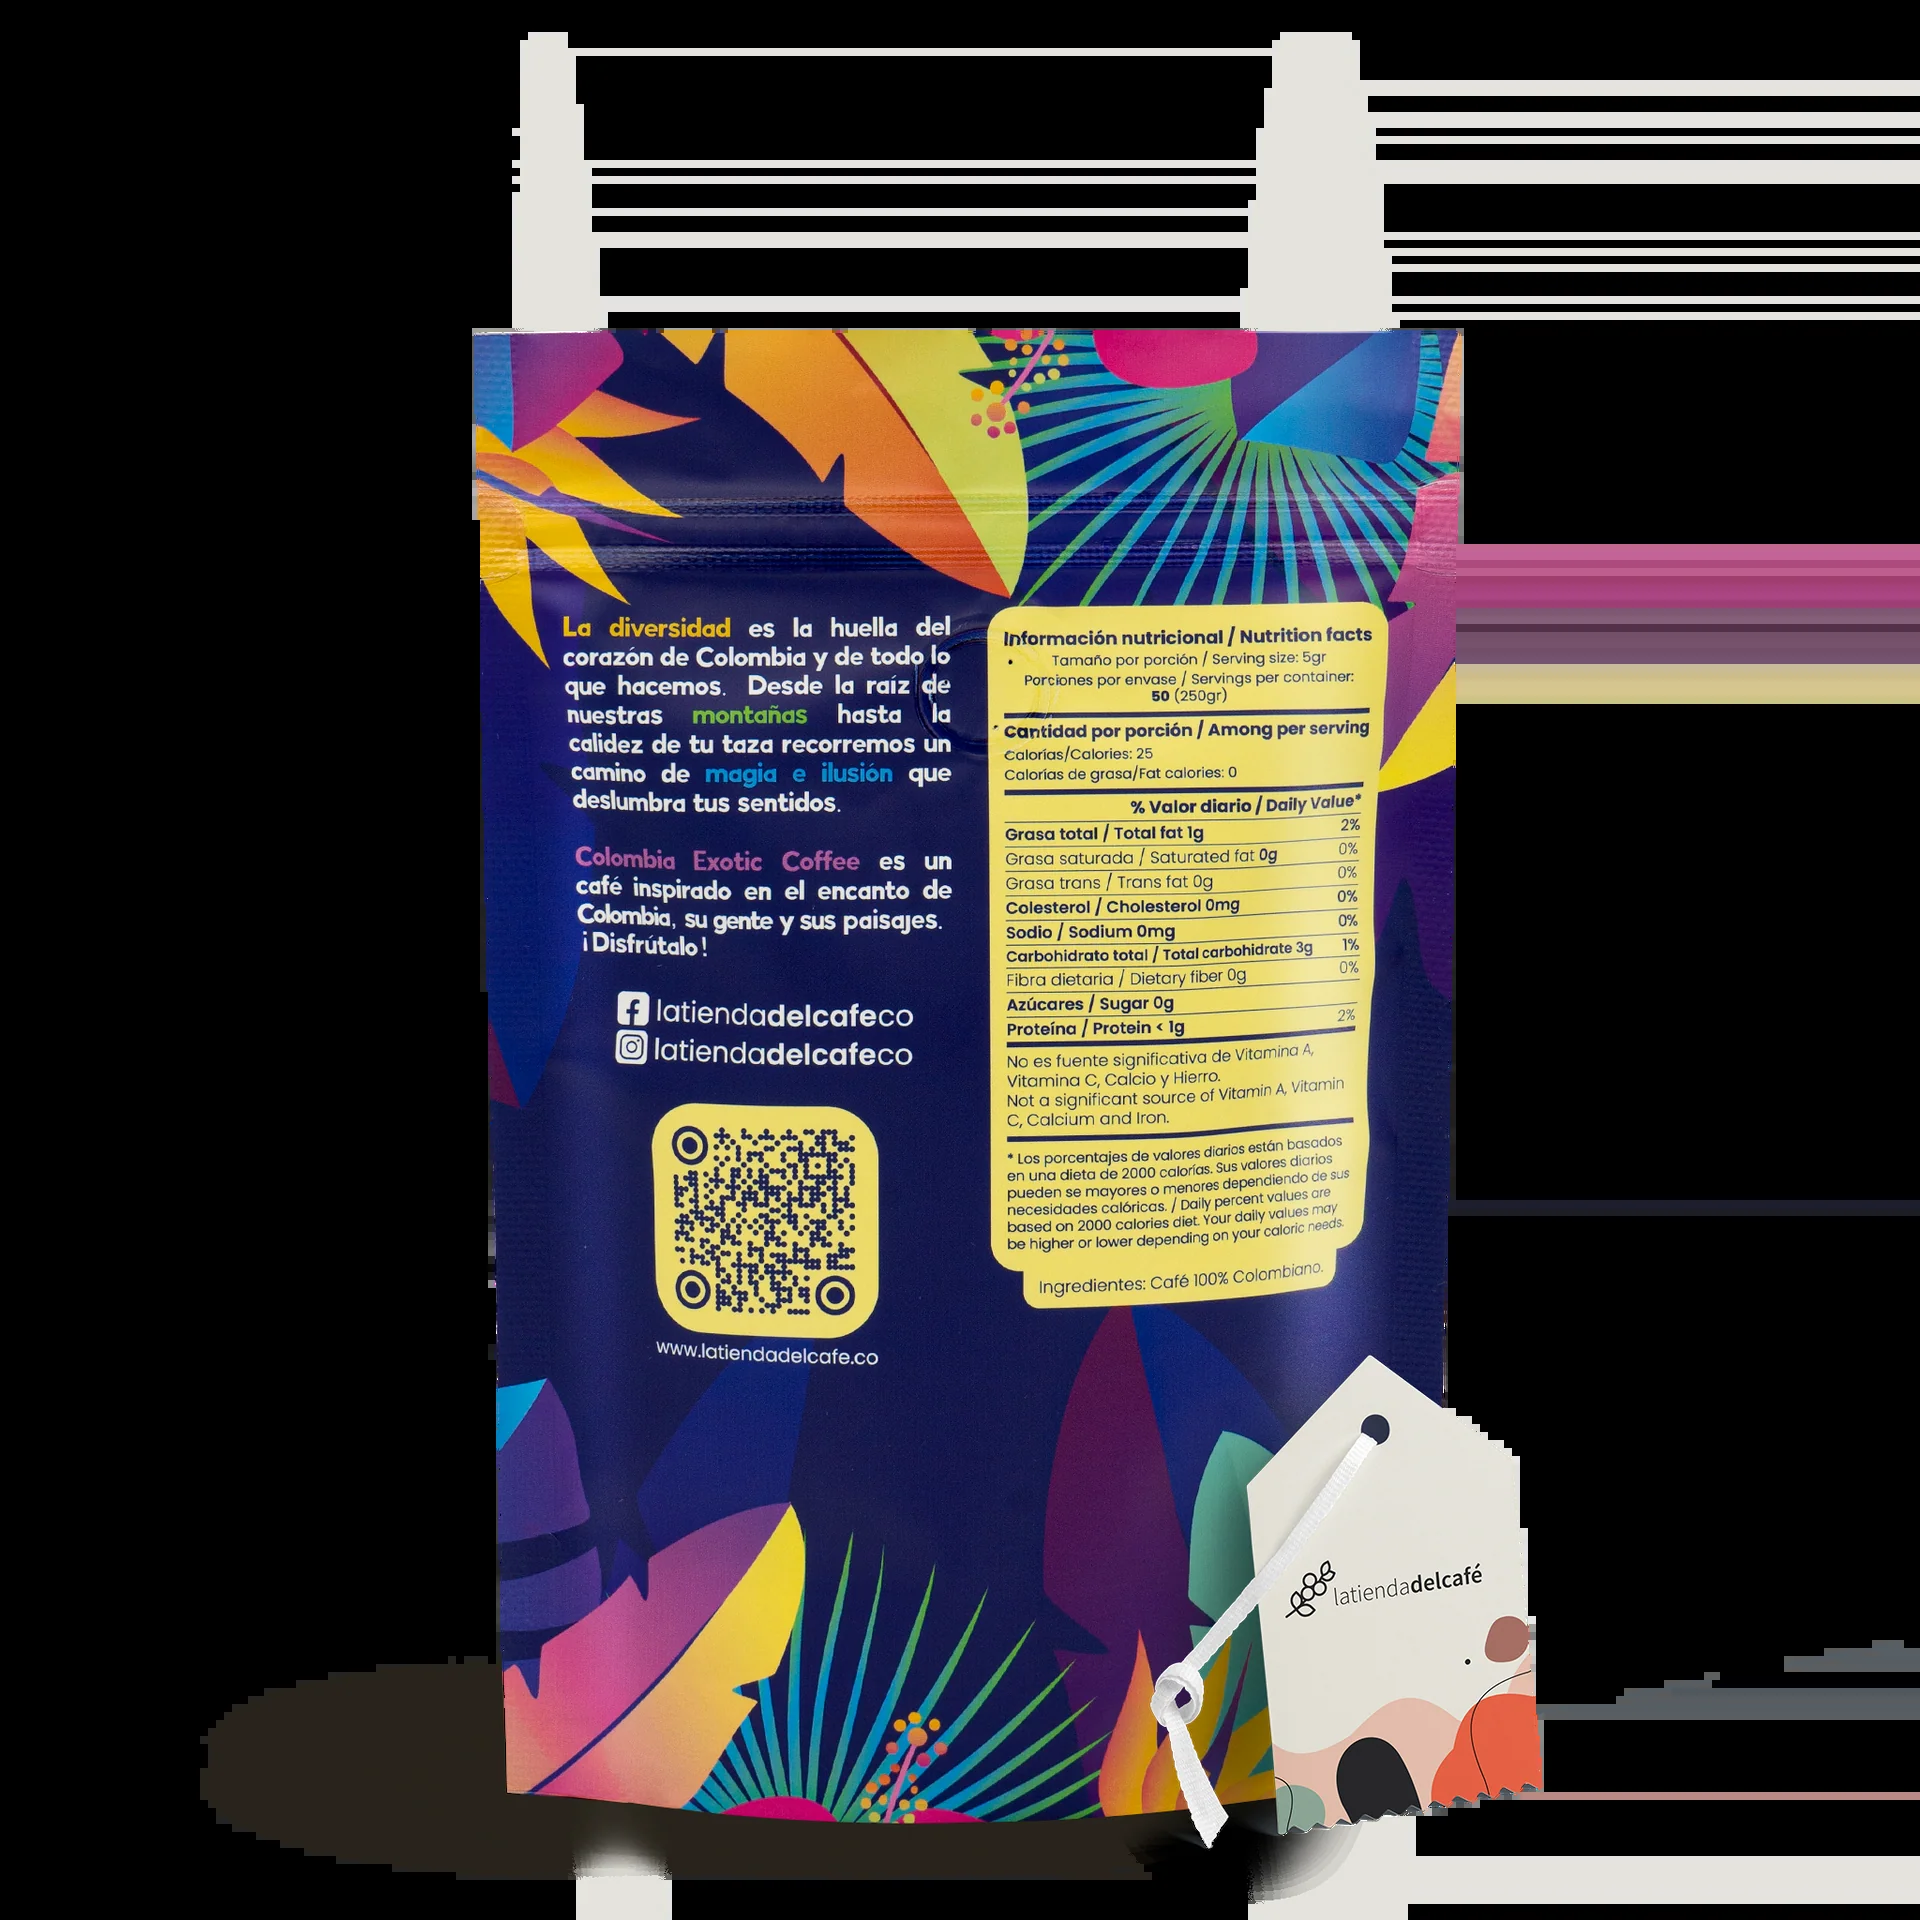 La diversidad es la huella del
corazón de Colombia y de todo lo
que hacemos. Desde la raíz de
nuestras montañas hasta la
calidez de tu taza recorremos un
camino de magia e ilusión que
deslumbra tus sentidos.
Colombia Exotic Coffee es un
café inspirado en el encanto de
Colombia, su gente y sus paisajes.
¡Disfrútalo!
latiendadelcafeco
latiendadelcafeco
www.latiendadelcafe.co
Información nutricional / Nutrition facts
Tamaño por porción / Serving size: 5gr
Porciones por envase / Servings per container:
50 (250gr)
Cantidad por porción / Among per serving
Calorías/Calories: 25
Calorías de grasa/Fat calories: 0
% Valor diario / Daily Value*
Grasa total / Total fat 1g 2%
Grasa saturada / Saturated fat 0g 0%
Grasa trans / Trans fat 0g 0%
Colesterol / Cholesterol 0mg 0%
Sodio / Sodium 0mg 0%
Carbohidrato total / Total carbohidrate 3g 1%
Fibra dietaria / Dietary fiber 0g 0%
Azúcares / Sugar 0g
Proteína / Protein < 1g 2%
No es fuente significativa de Vitamina A,
Vitamina C, Calcio y Hierro.
Not a significant source of Vitamin A, Vitamin
C, Calcium and Iron.
* Los porcentajes de valores diarios están basados
en una dieta de 2000 calorías. Sus valores diarios
pueden se mayores o menores dependiendo de sus
necesidades calóricas. / Daily percent values are
based on 2000 calories diet. Your daily values may
be higher or lower depending on your caloric needs.
Ingredientes: Café 100% Colombiano.
latiendadelcafé